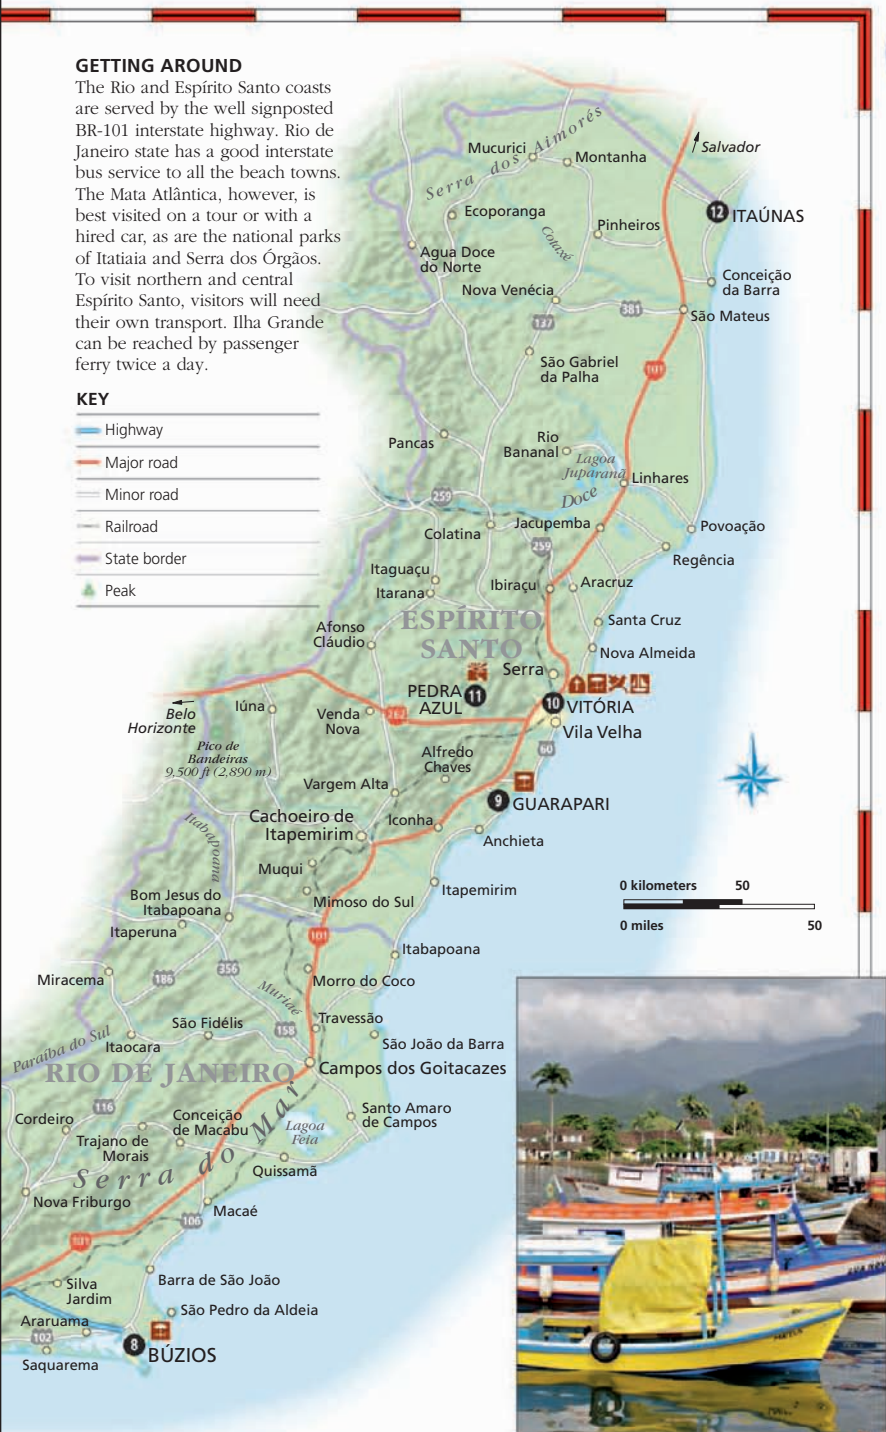 GETTING AROUND
The Rio and Espírito Santo coasts
are served by the well signposted
BR-101 interstate highway. Rio de
Janeiro state has a good interstate
bus service to all the beach towns.
The Mata Atlântica, however, is
best visited on a tour or with a
hired car, as are the national parks
of Itatiaia and Serra dos Órgãos.
To visit northern and central
Espírito Santo, visitors will need
their own transport. Ilha Grande
can be reached by passenger
ferry twice a day.
KEY
Highway
Major road
Minor road
Railroad
State border
Peak
Salvador
Mucurici
Montanha
Serra dos Aimorés
12 ITAÚNAS
Ecoporanga
Pinheiros
Cotaxé
Agua Doce
do Norte
Conceição
da Barra
Nova Venécia
381
São Mateus
137
São Gabriel
da Palha
101
Pancas
Rio
Bananal
Lagoa
Juparanã
Linhares
259
Doce
Colatina
Jacupemba
Povoação
259
Regência
Itaguaçu
Itarana
Ibiraçu
Aracruz
ESPÍRITO
SANTO
Santa Cruz
Afonso
Cláudio
Nova Almeida
Serra
PEDRA
AZUL
11
10
VITÓRIA
Vila Velha
Belo
Horizonte
Iúna
Venda
Nova
262
60
Pico de
Bandeiras
9,500 ft (2,890 m)
Alfredo
Chaves
Vargem Alta
9 GUARAPARI
Cachoeiro de
Itapemirim
Iconha
Anchieta
Itabapoana
Muqui
Itapemirim
0 kilometers 50
0 miles 50
Bom Jesus do
Itabapoana
Mimoso do Sul
Itaperuna
101
Itabapoana
356
186
Miracema
Morro do Coco
Muriaé
Travessão
São Fidélis
158
São João da Barra
Paraíba do Sul
Itaocara
RIO DE JANEIRO
Campos dos Goitacazes
116
Cordeiro
Conceição
de Macabu
Santo Amaro
de Campos
Trajano de
Morais
Lagoa
Feia
Serra do Mar
Quissamã
Nova Friburgo
Macaé
106
101
Silva
Jardim
Barra de São João
São Pedro da Aldeia
Araruama
102
Saquarema
8 BÚZIOS